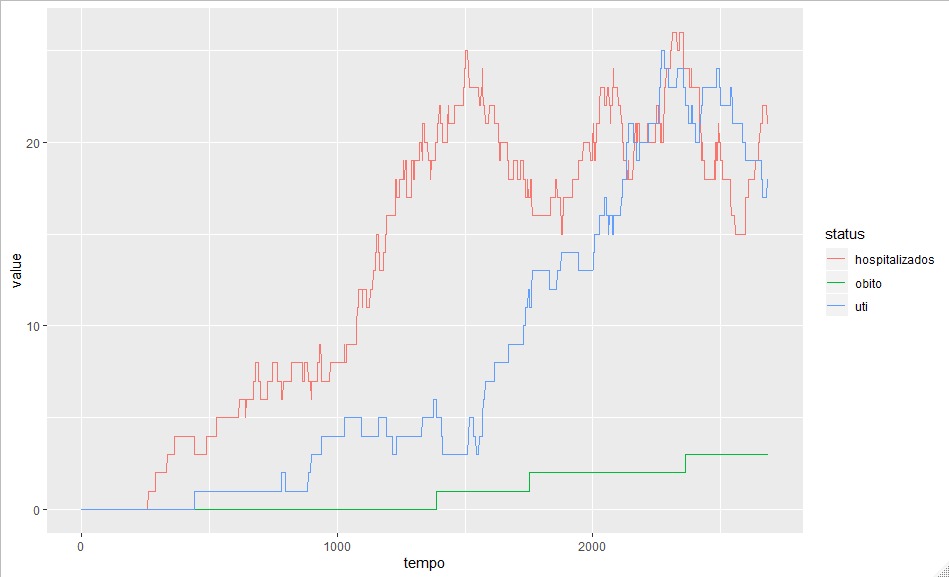 20
10
0
0
1000
2000
tempo
value
status
hospitalizados
obito
uti